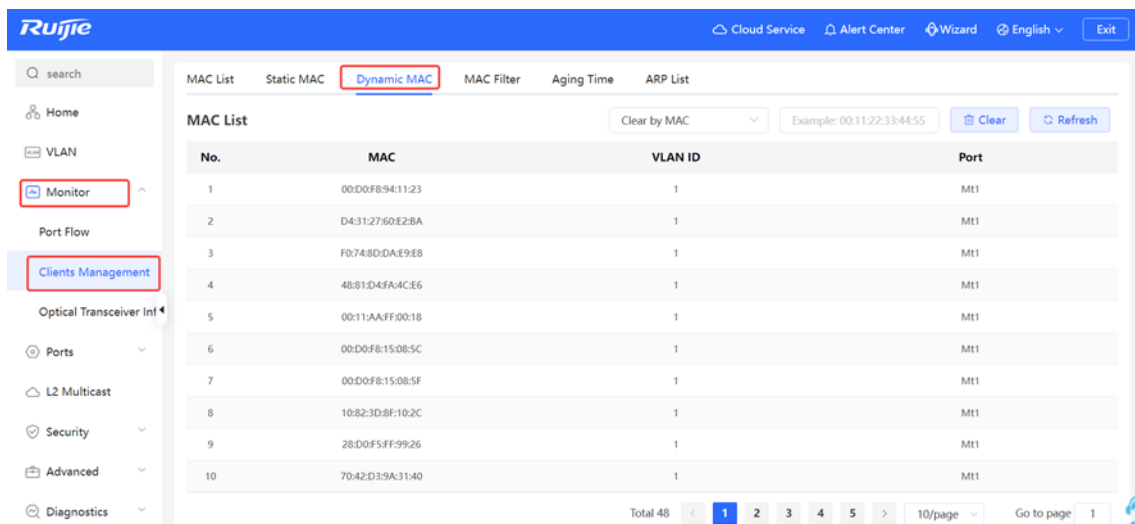 Ruijie
Cloud Service Alert Center Wizard English Exit
search
Home
VLAN
Monitor
Port Flow
Clients Management
Optical Transceiver Inf
Ports
L2 Multicast
Security
Advanced
Diagnostics
MAC List Static MAC Dynamic MAC MAC Filter Aging Time ARP List
MAC List Clear by MAC Example: 00:11:22:33:44:55 Clear Refresh
No. MAC VLAN ID Port
1 00:D0:F8:94:11:23 1 Mt1
2 D4:31:27:60:E2:BA 1 Mt1
3 F0:74:8D:DA:E9:E8 1 Mt1
4 48:81:D4:FA:4C:E6 1 Mt1
5 00:11:AA:FF:00:18 1 Mt1
6 00:D0:F8:15:08:5C 1 Mt1
7 00:D0:F8:15:08:5F 1 Mt1
8 10:82:3D:8F:10:2C 1 Mt1
9 28:D0:F5:FF:99:26 1 Mt1
10 70:42:D3:9A:31:40 1 Mt1
Total 48 < 1 2 3 4 5 > 10/page Go to page 1